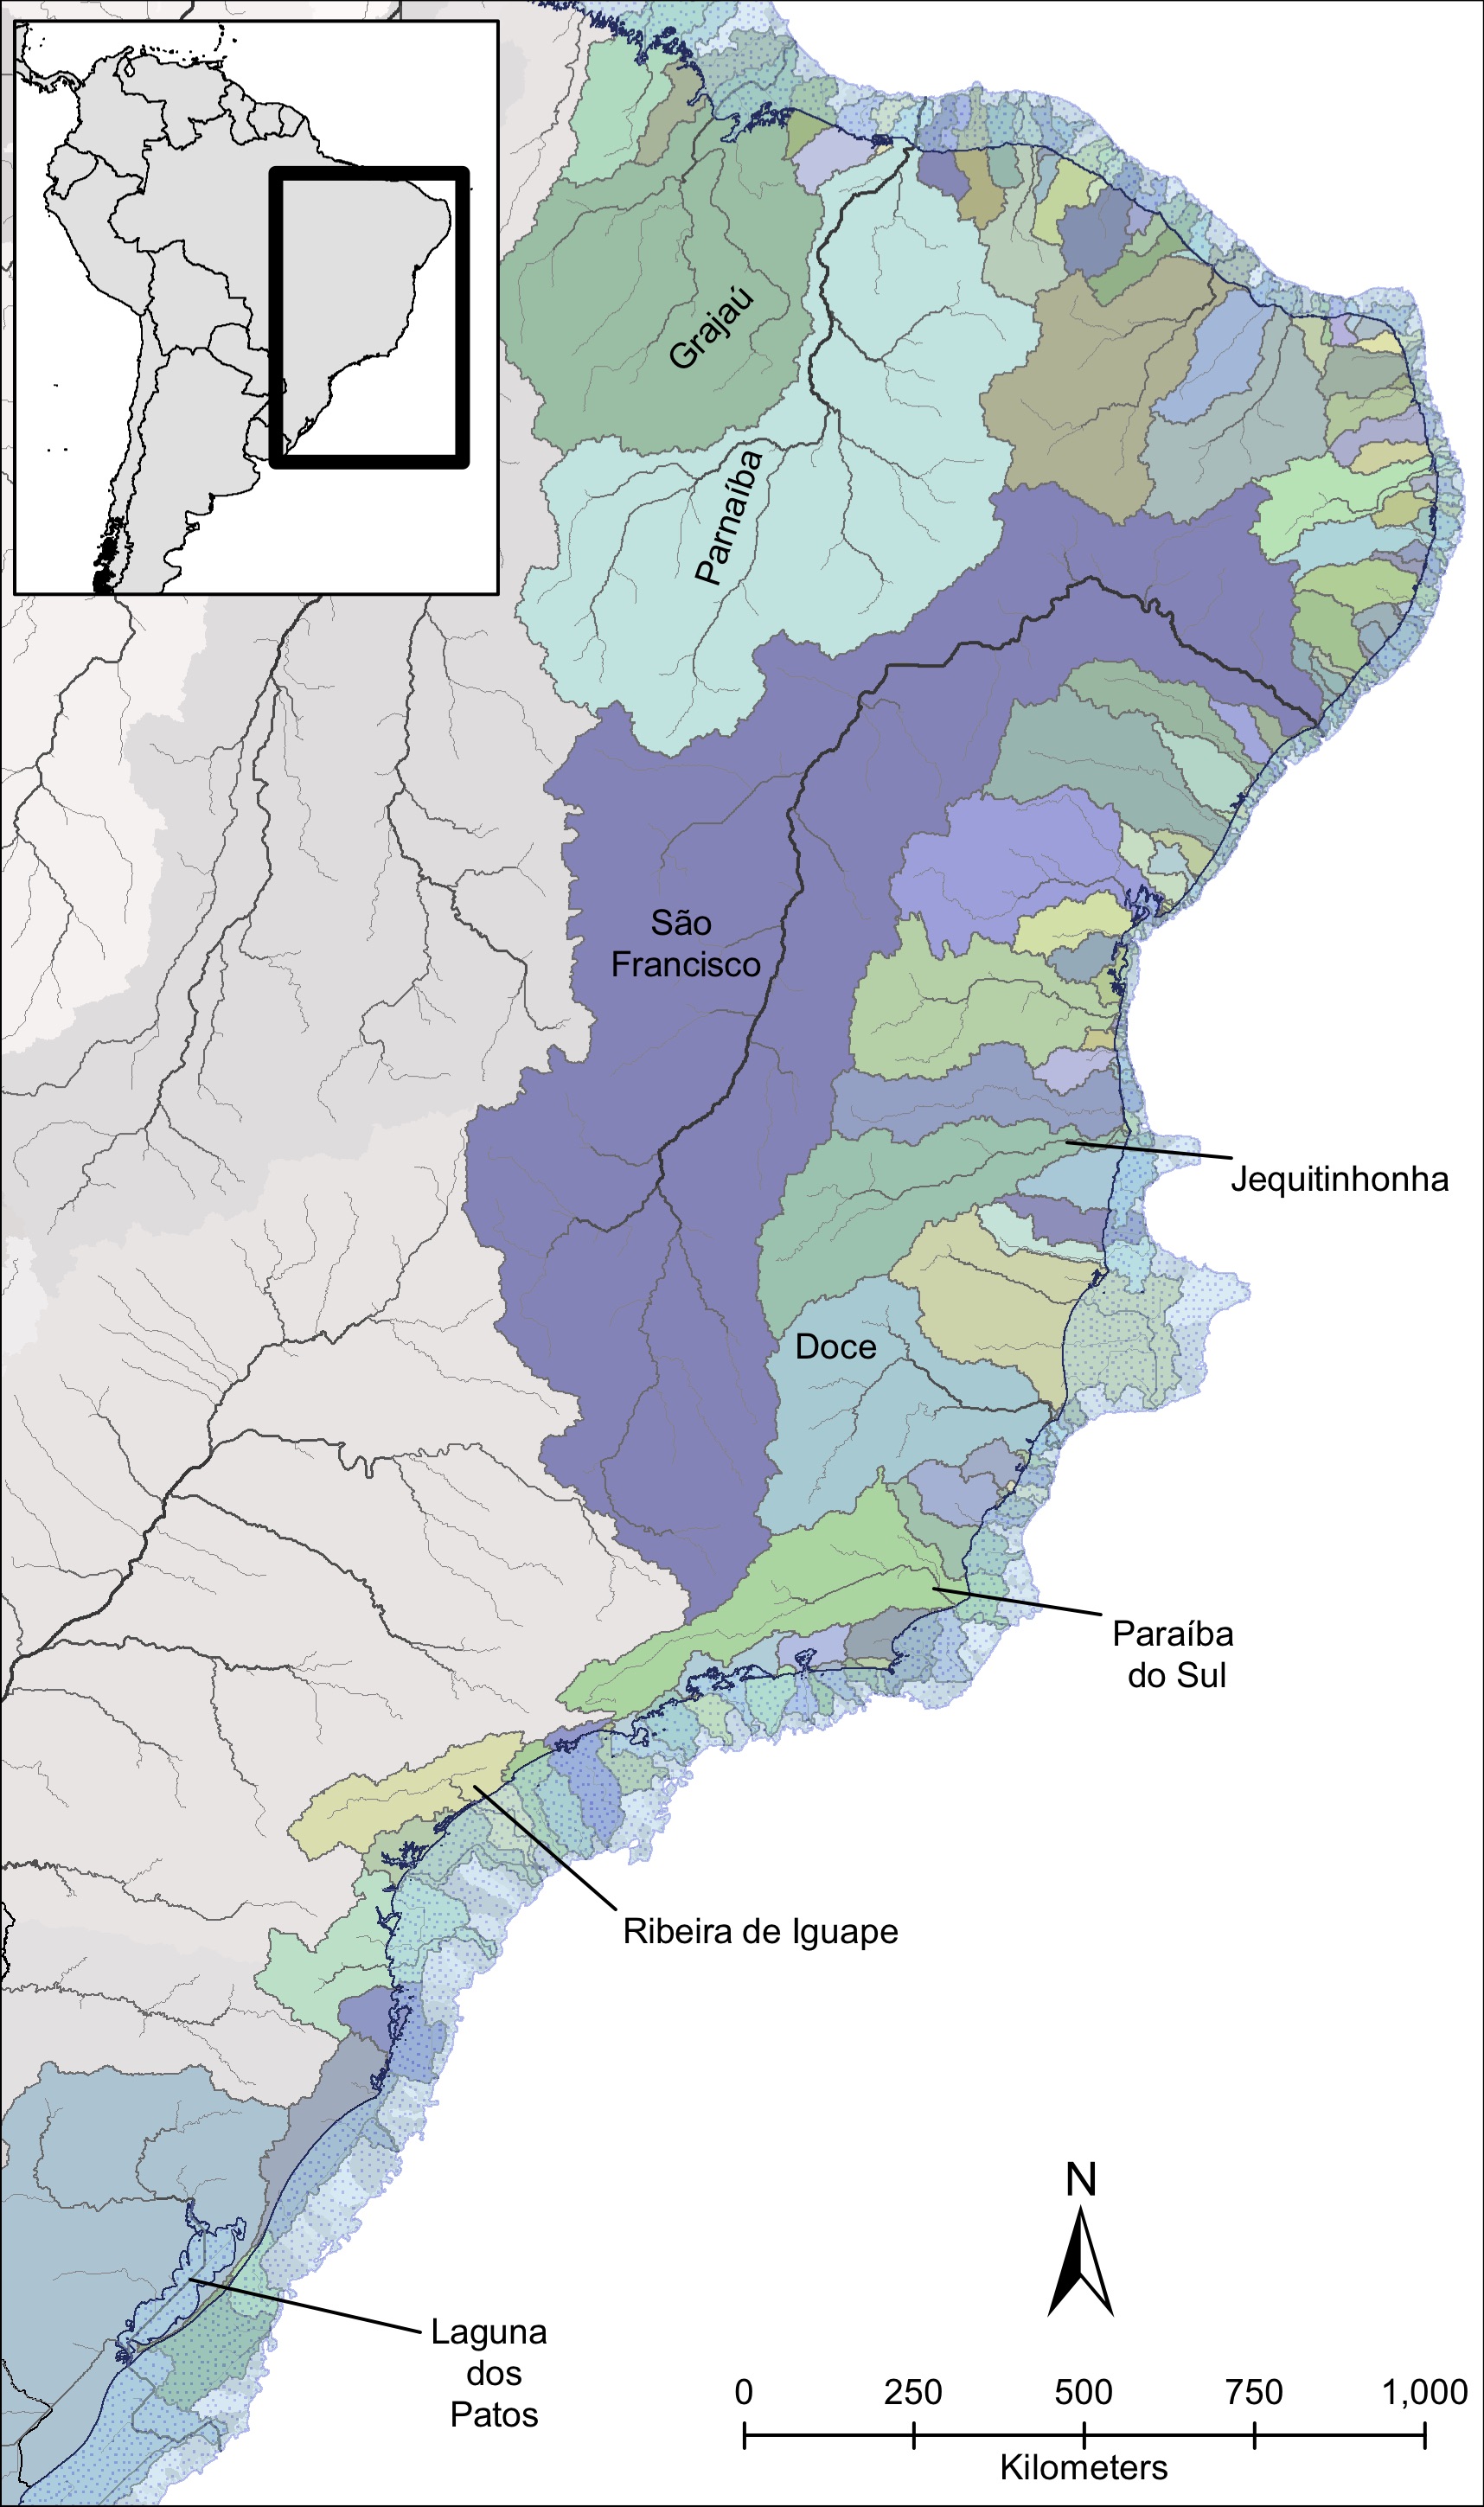 Grajaú
Parnaíba
São
Francisco
Jequitinhonha
Doce
Paraíba
do Sul
Ribeira de Iguape
N
Laguna
dos
Patos
0 250 500 750 1,000
Kilometers